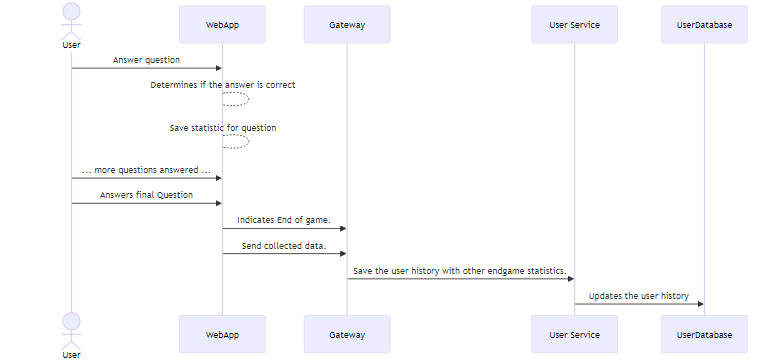 User
WebApp
Gateway
User Service
UserDatabase
Answer question
Determines if the answer is correct
Save statistic for question
... more questions answered ...
Answers final Question
Indicates End of game.
Send collected data.
Save the user history with other endgame statistics.
Updates the user history
User
WebApp
Gateway
User Service
UserDatabase